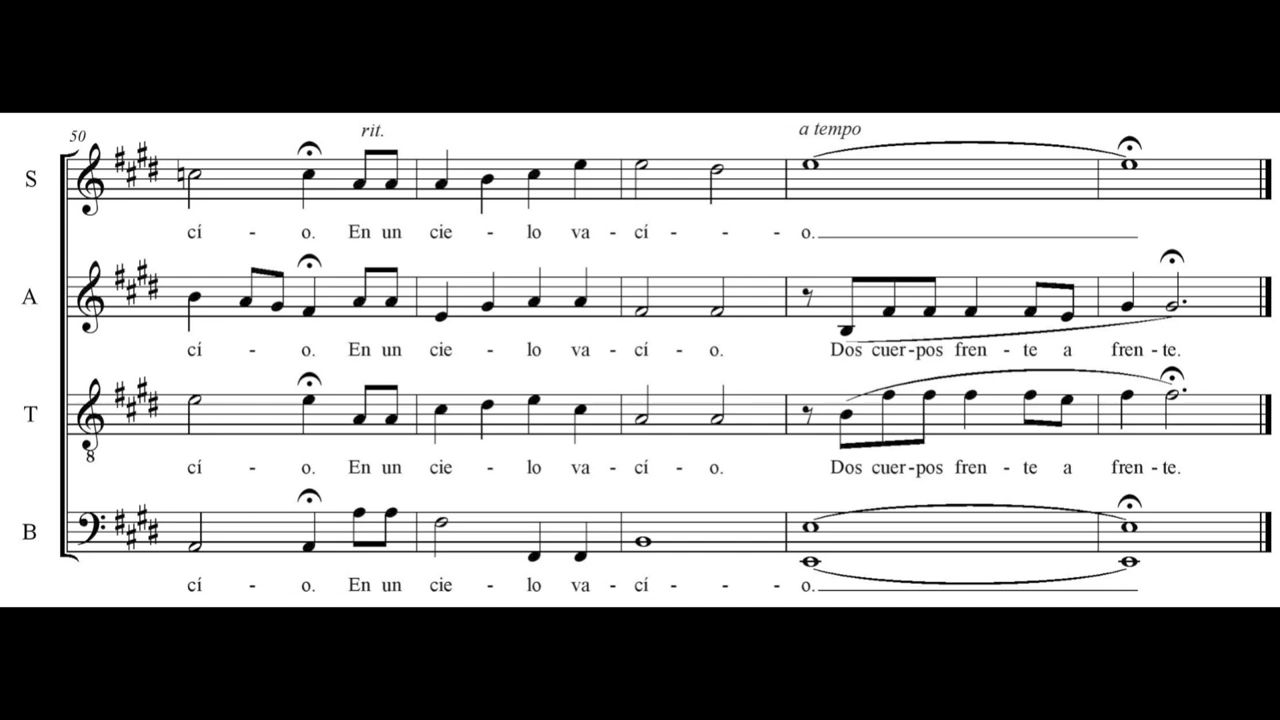 50 rit. a tempo
S
cí - o. En un cie - lo va - cí - - - o.
A
cí - o. En un cie - lo va - cí - o. Dos cuer-pos fren - te a fren - te.
T
8
cí - o. En un cie - lo va - cí - o. Dos cuer-pos fren - te a fren - te.
B
cí - o. En un cie - lo va - cí - - - o.